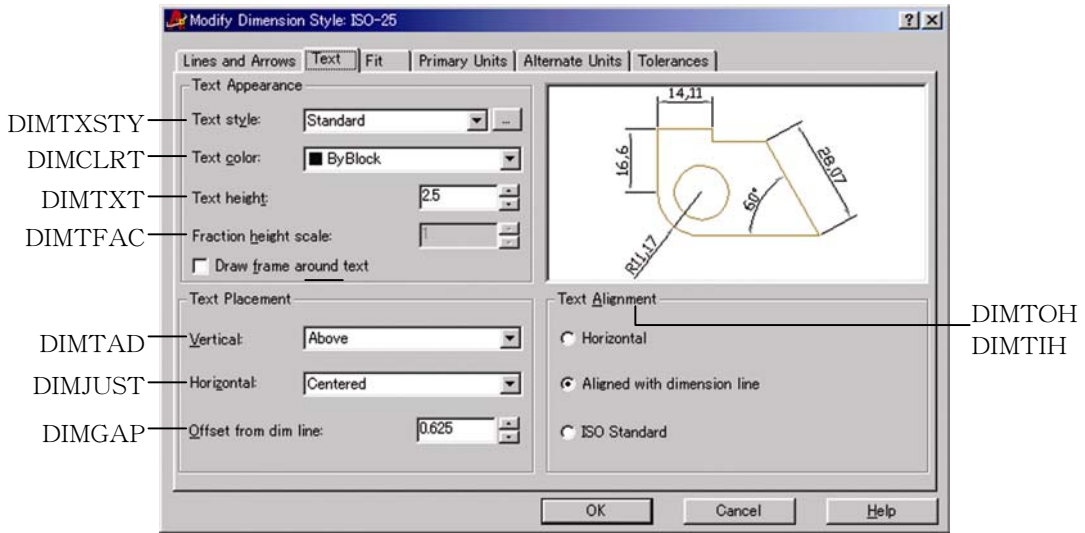 Modify Dimension Style: ISO-25
Lines and Arrows Text Fit Primary Units Alternate Units Tolerances
Text Appearance
DIMTXSTY Text style: Standard ...
DIMCLRT Text color: ByBlock
DIMTXT Text height: 2.5
DIMTFAC Fraction height scale: 1
Draw frame around text
14,11
16,6
28,07
60°
R11,17
Text Placement
DIMTAD Vertical: Above
DIMJUST Horizontal: Centered
DIMGAP Offset from dim line: 0.625
Text Alignment
DIMTOH
DIMTIH
Horizontal
Aligned with dimension line
ISO Standard
OK Cancel Help